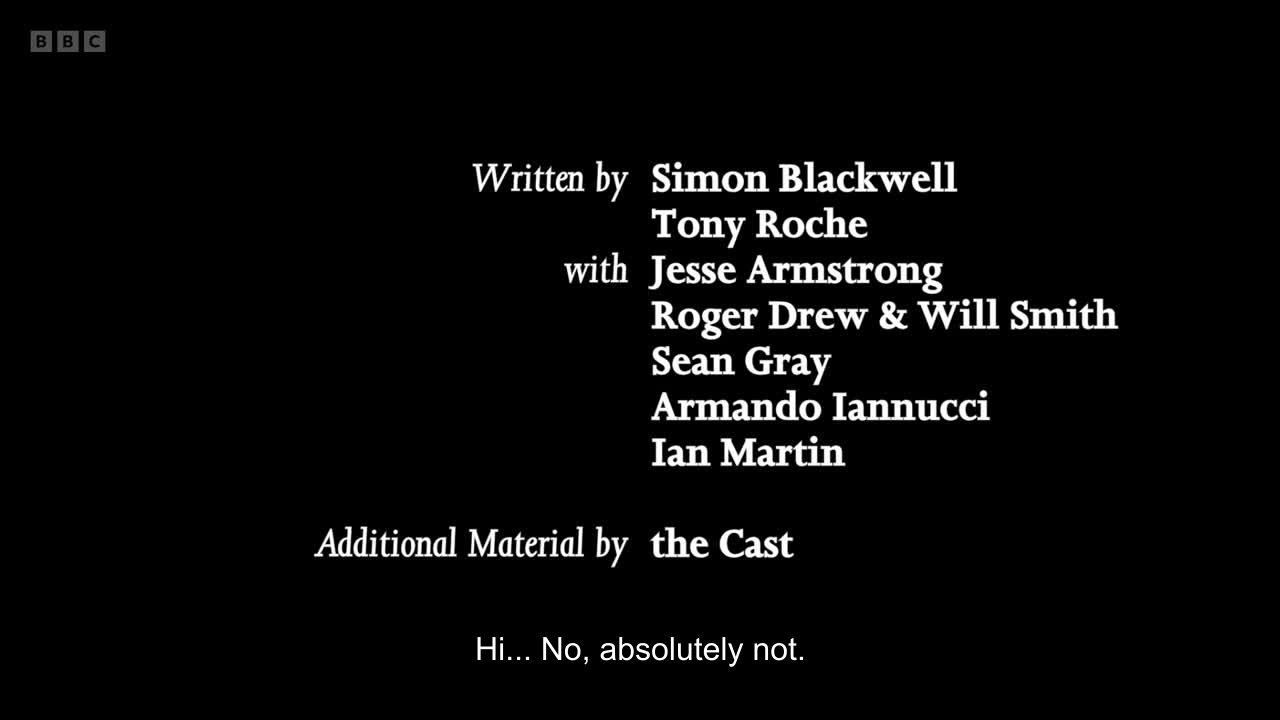 BBC
Written by Simon Blackwell
Tony Roche
with Jesse Armstrong
Roger Drew & Will Smith
Sean Gray
Armando Iannucci
Ian Martin
Additional Material by the Cast
Hi... No, absolutely not.